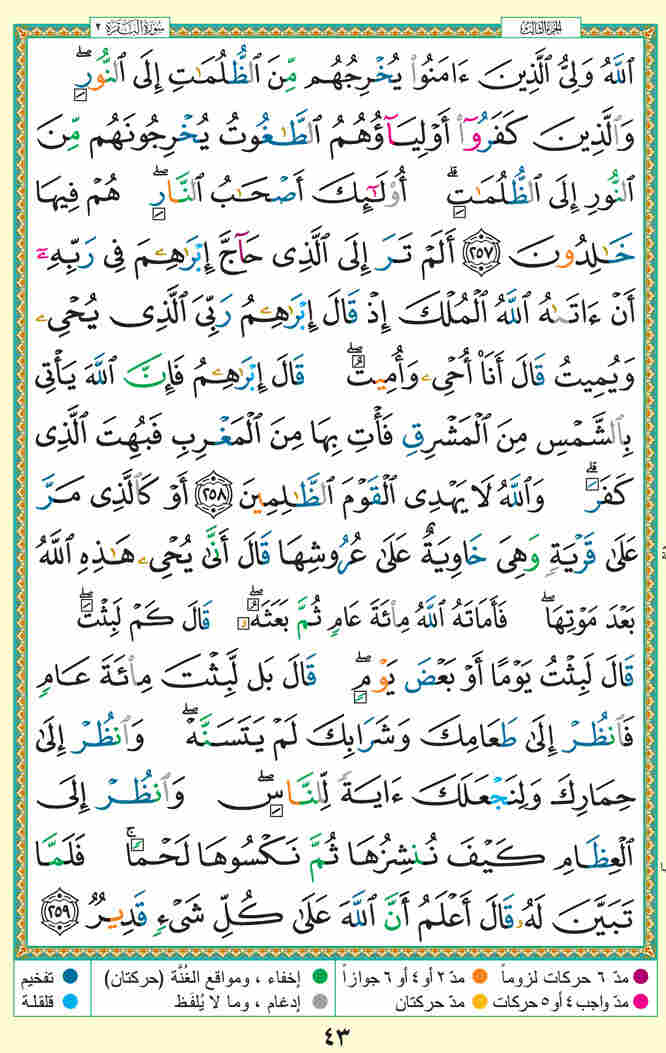 الجزء الثالث
سورة البقرة ٢
ٱللَّهُ وَلِىُّ ٱلَّذِينَ ءَامَنُوا۟ يُخْرِجُهُم مِّنَ ٱلظُّلُمَـٰتِ إِلَى ٱلنُّورِ ۖ
وَٱلَّذِينَ كَفَرُوٓا۟ أَوْلِيَآؤُهُمُ ٱلطَّـٰغُوتُ يُخْرِجُونَهُم مِّنَ
ٱلنُّورِ إِلَى ٱلظُّلُمَـٰتِ ۗ أُو۟لَـٰٓئِكَ أَصْحَـٰبُ ٱلنَّارِ ۖ هُمْ فِيهَا
خَـٰلِدُونَ ٢٥٧ أَلَمْ تَرَ إِلَى ٱلَّذِى حَآجَّ إِبْرَٰهِـۧمَ فِى رَبِّهِۦٓ
أَنْ ءَاتَىٰهُ ٱللَّهُ ٱلْمُلْكَ إِذْ قَالَ إِبْرَٰهِـۧمُ رَبِّىَ ٱلَّذِى يُحْىِۦ
وَيُمِيتُ قَالَ أَنَا۠ أُحْىِۦ وَأُمِيتُ ۖ قَالَ إِبْرَٰهِـۧمُ فَإِنَّ ٱللَّهَ يَأْتِى
بِٱلشَّمْسِ مِنَ ٱلْمَشْرِقِ فَأْتِ بِهَا مِنَ ٱلْمَغْرِبِ فَبُهِتَ ٱلَّذِى
كَفَرَ ۗ وَٱللَّهُ لَا يَهْدِى ٱلْقَوْمَ ٱلظَّـٰلِمِينَ ٢٥٨ أَوْ كَٱلَّذِى مَرَّ
عَلَىٰ قَرْيَةٍ وَهِىَ خَاوِيَةٌ عَلَىٰ عُرُوشِهَا قَالَ أَنَّىٰ يُحْىِۦ هَـٰذِهِ ٱللَّهُ
بَعْدَ مَوْتِهَا ۖ فَأَمَاتَهُ ٱللَّهُ مِا۟ئَةَ عَامٍ ثُمَّ بَعَثَهُۥ ۖ قَالَ كَمْ لَبِثْتَ ۖ
قَالَ لَبِثْتُ يَوْمًا أَوْ بَعْضَ يَوْمٍ ۖ قَالَ بَل لَّبِثْتَ مِا۟ئَةَ عَامٍ
فَٱنظُرْ إِلَىٰ طَعَامِكَ وَشَرَابِكَ لَمْ يَتَسَنَّهْ ۖ وَٱنظُرْ إِلَىٰ
حِمَارِكَ وَلِنَجْعَلَكَ ءَايَةً لِّلنَّاسِ ۖ وَٱنظُرْ إِلَى
ٱلْعِظَامِ كَيْفَ نُنشِزُهَا ثُمَّ نَكْسُوهَا لَحْمًا ۚ فَلَمَّا
تَبَيَّنَ لَهُۥ قَالَ أَعْلَمُ أَنَّ ٱللَّهَ عَلَىٰ كُلِّ شَىْءٍ قَدِيرٌ ٢٥٩
مدّ ٦ حركات لزوماً
مدّ ٢ أو ٤ أو ٦ جوازاً
إخفاء ، ومواقع الغُنَّة (حركتان)
تفخيم
مدّ واجب ٤ أو ٥ حركات
مدّ حركتان
إدغام ، وما لا يُلفَظ
قلقلة
٤٣